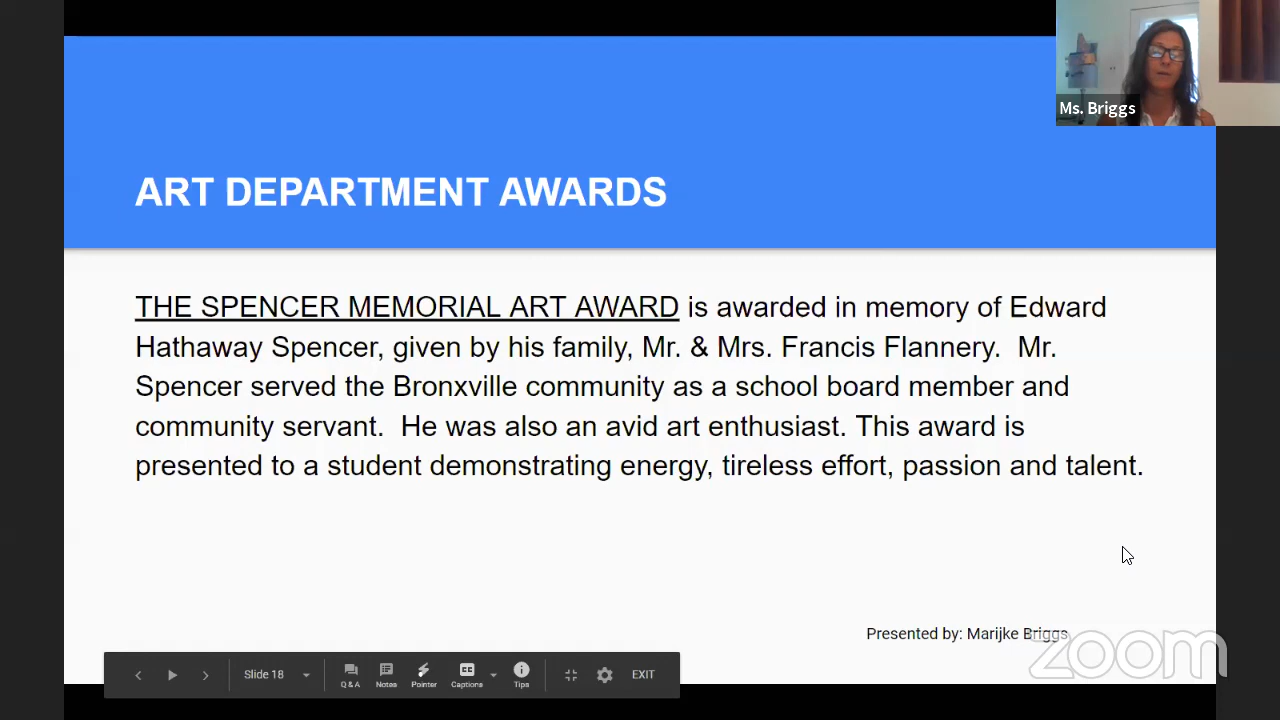 Ms. Briggs
ART DEPARTMENT AWARDS
THE SPENCER MEMORIAL ART AWARD is awarded in memory of Edward
Hathaway Spencer, given by his family, Mr. & Mrs. Francis Flannery.  Mr.
Spencer served the Bronxville community as a school board member and
community servant.  He was also an avid art enthusiast. This award is
presented to a student demonstrating energy, tireless effort, passion and talent.
Presented by: Marijke Briggs
zoom
Slide 18
Q & A
Notes
Pointer
CC
Captions
Tips
EXIT